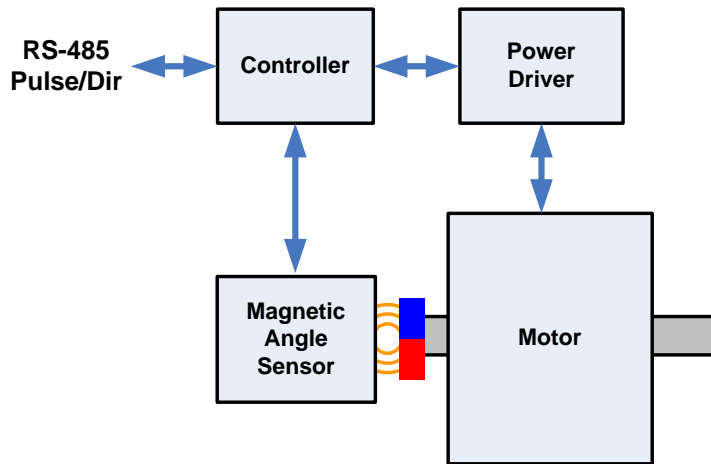 RS-485
Pulse/Dir
Controller
Power
Driver
Magnetic
Angle
Sensor
Motor